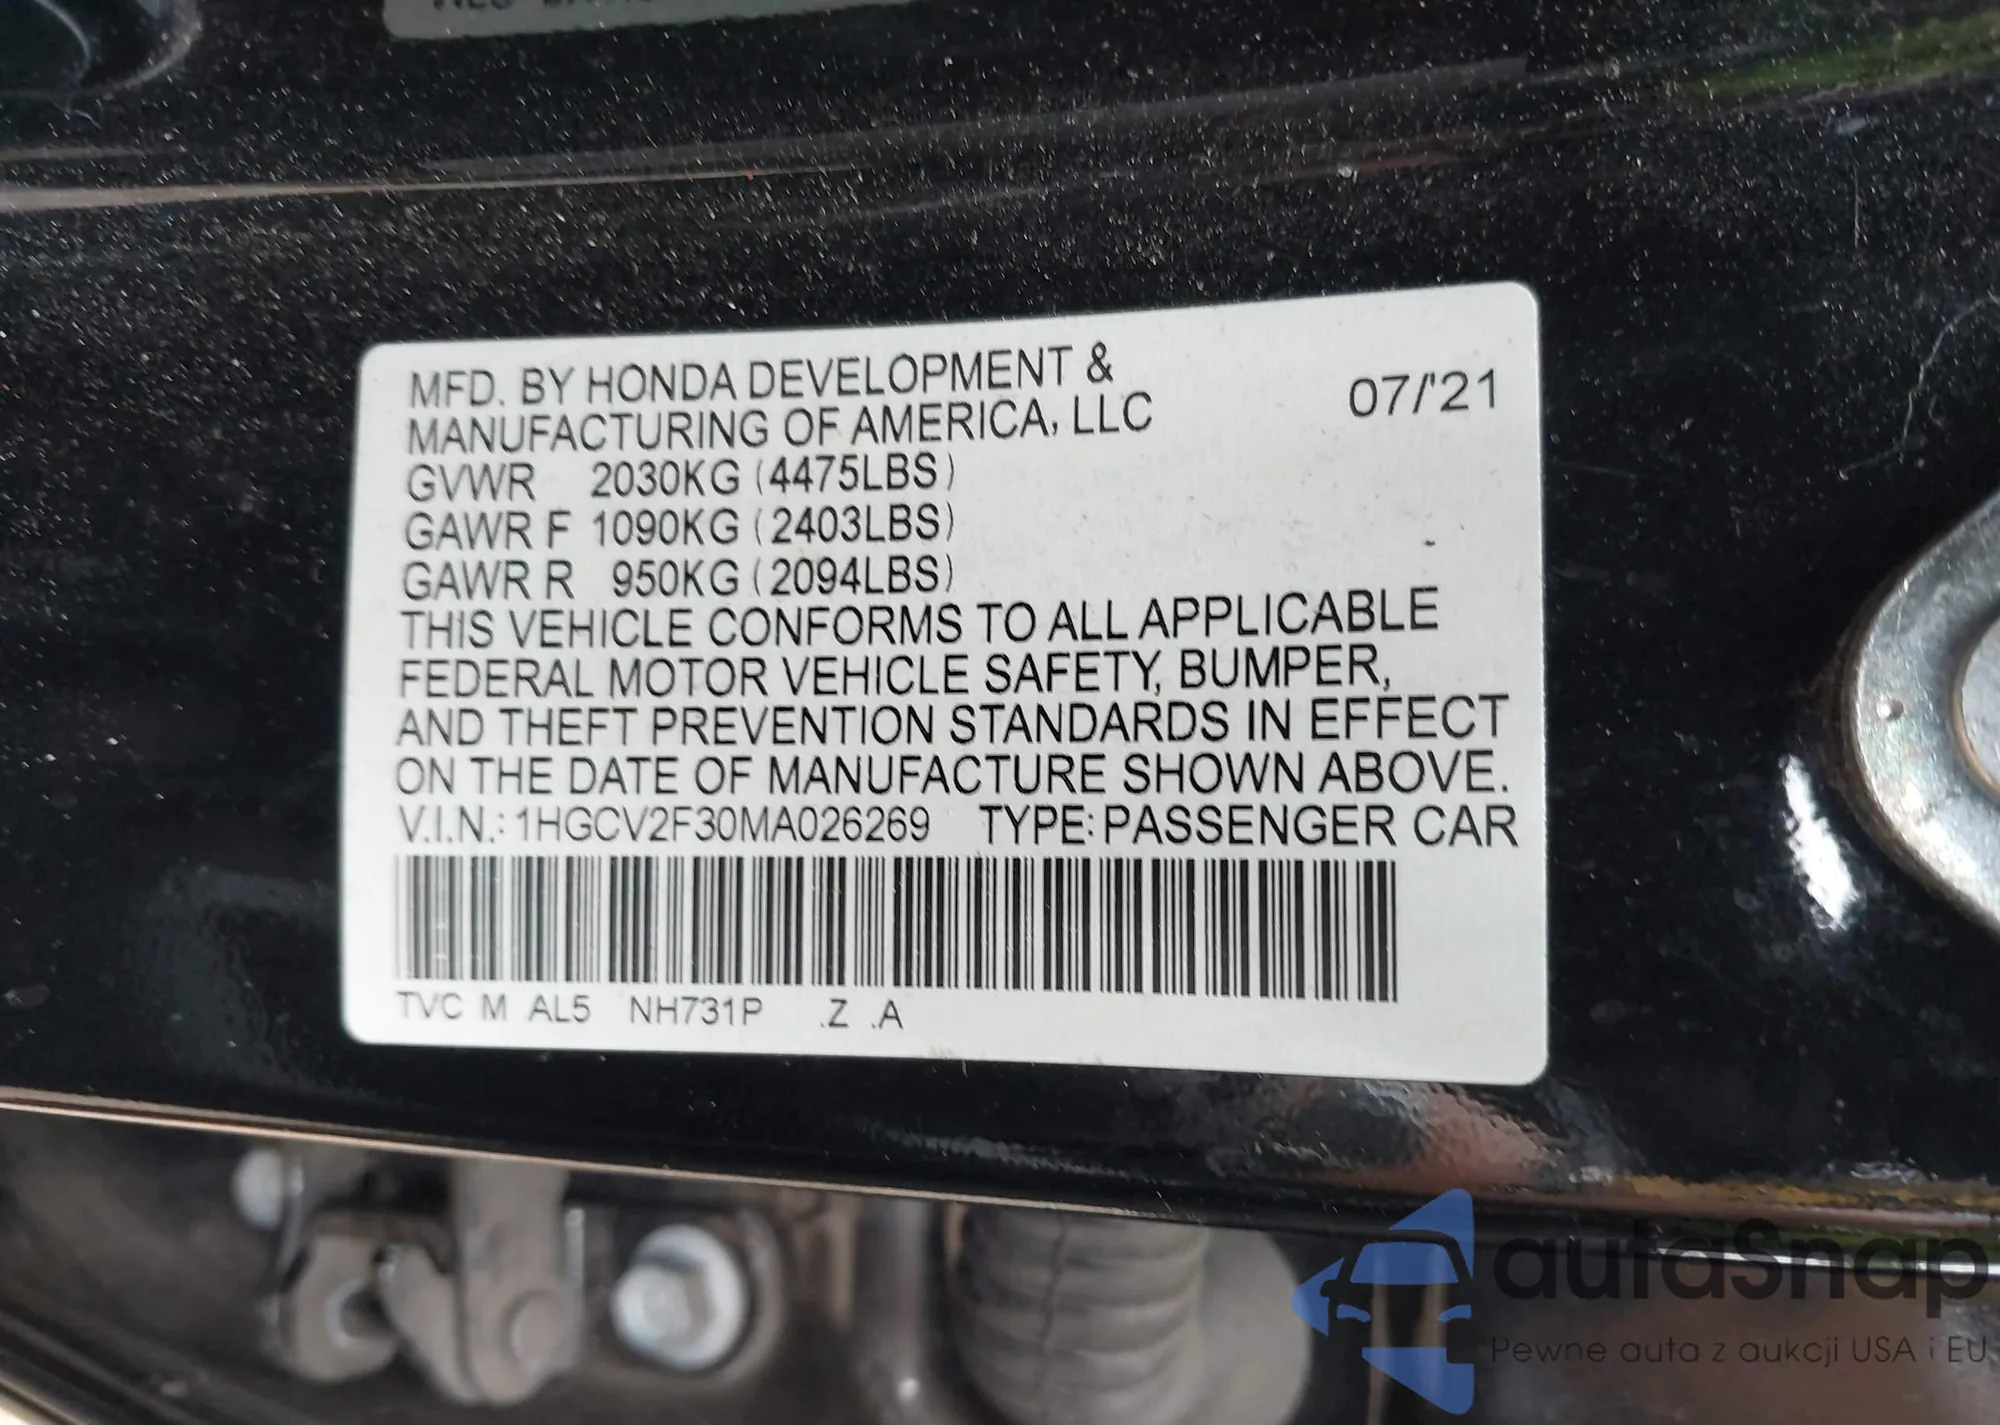 MFD. BY HONDA DEVELOPMENT &
MANUFACTURING OF AMERICA, LLC
07/'21
GVWR 2030KG (4475LBS)
GAWR F 1090KG (2403LBS)
GAWR R 950KG (2094LBS)
THIS VEHICLE CONFORMS TO ALL APPLICABLE
FEDERAL MOTOR VEHICLE SAFETY, BUMPER,
AND THEFT PREVENTION STANDARDS IN EFFECT
ON THE DATE OF MANUFACTURE SHOWN ABOVE.
V.I.N.: 1HGCV2F30MA026269 TYPE: PASSENGER CAR
TVC M AL5 NH731P .Z .A
autaSnap
Pewne auta z aukcji USA i EU